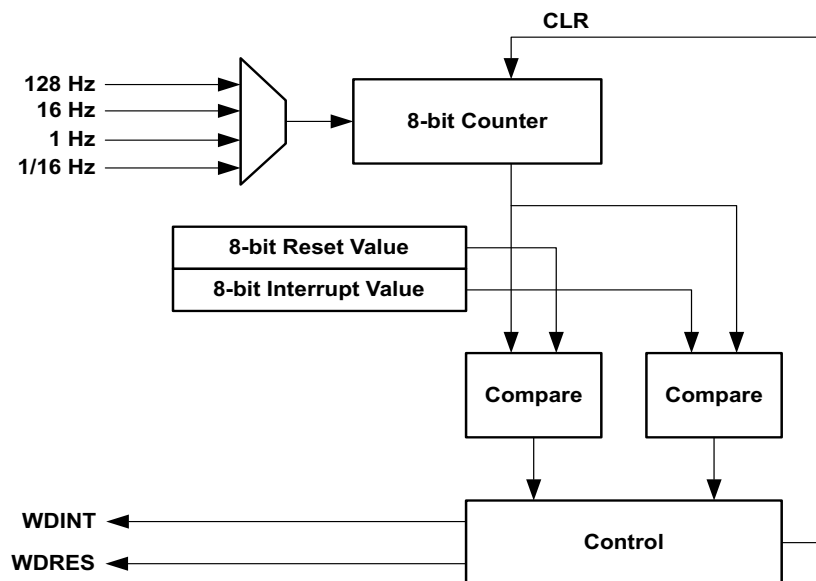 CLR
128 Hz
16 Hz
1 Hz
1/16 Hz
8-bit Counter
8-bit Reset Value
8-bit Interrupt Value
Compare
Compare
WDINT
WDRES
Control